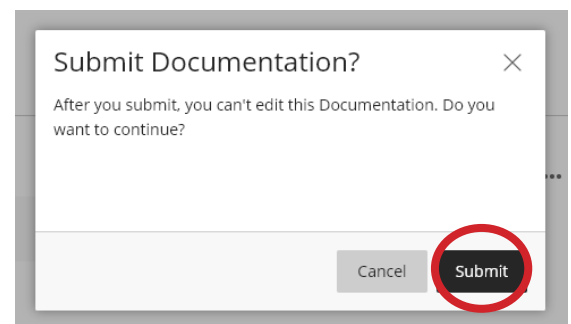 Submit Documentation?
After you submit, you can't edit this Documentation. Do you
want to continue?
Cancel
Submit